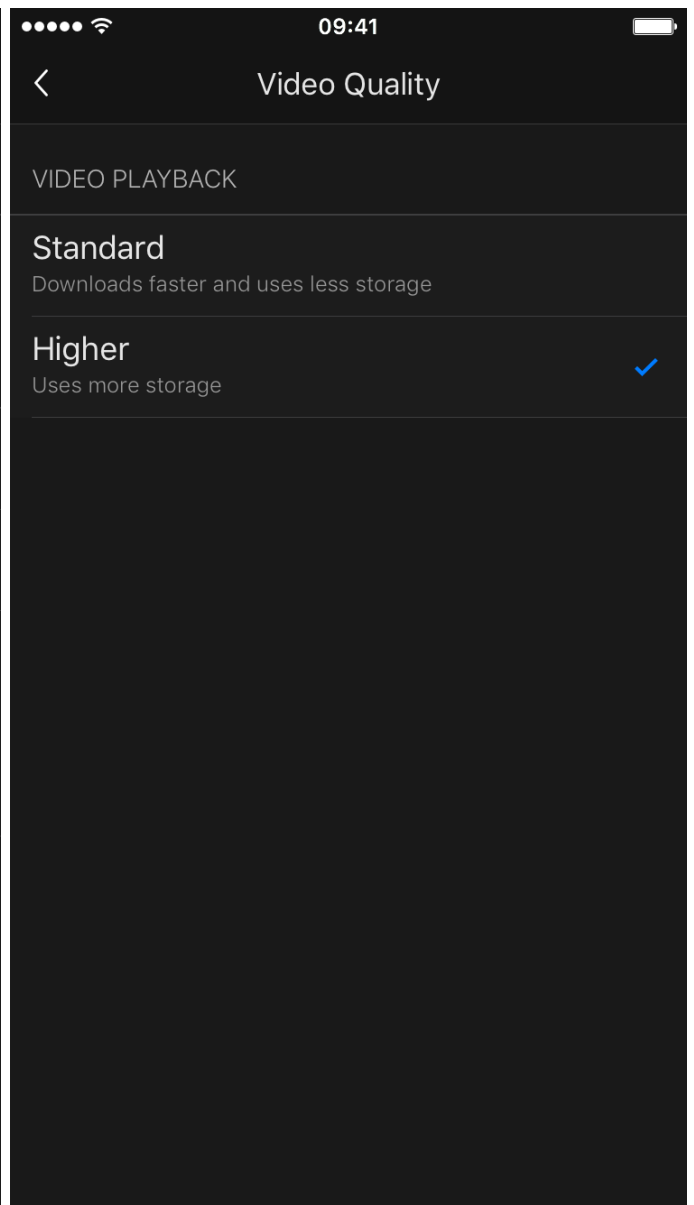 09:41
Video Quality
VIDEO PLAYBACK
Standard
Downloads faster and uses less storage
Higher
Uses more storage